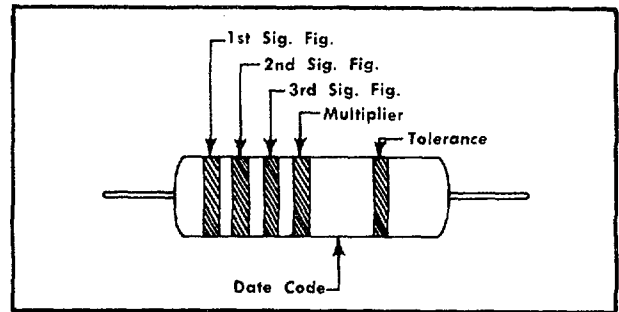 1st Sig. Fig.
2nd Sig. Fig.
3rd Sig. Fig.
Multiplier
Tolerance
Date Code